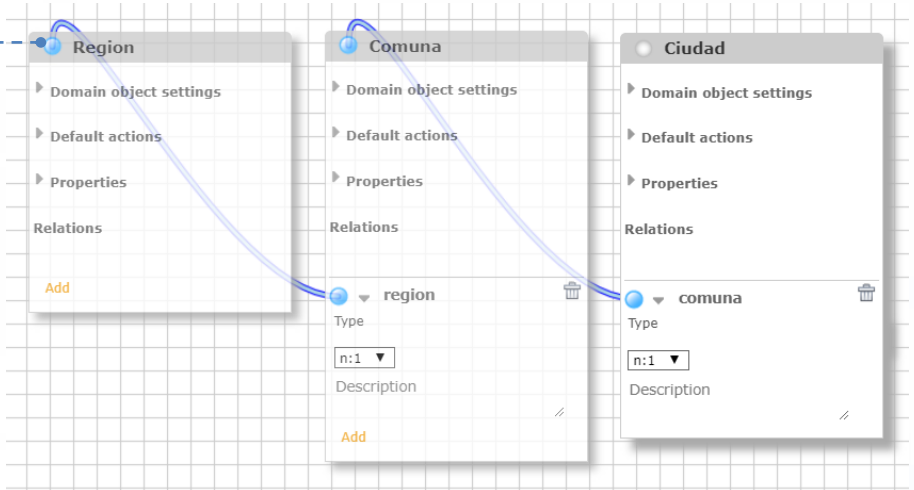 Region
Domain object settings
Default actions
Properties
Relations
Add
Comuna
Domain object settings
Default actions
Properties
Relations
region
Type
n:1
Description
Add
Ciudad
Domain object settings
Default actions
Properties
Relations
comuna
Type
n:1
Description